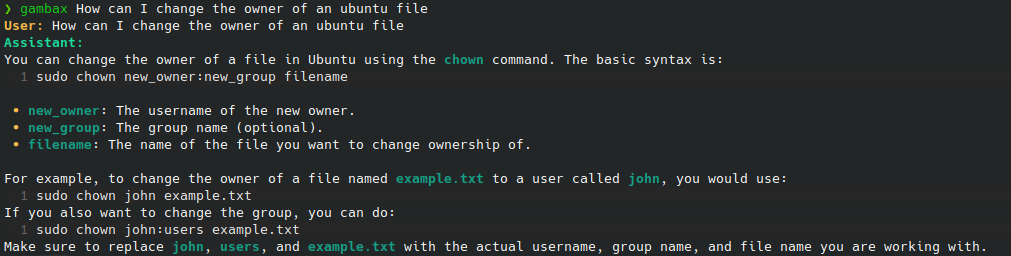 ❯ gambax How can I change the owner of an ubuntu file
User: How can I change the owner of an ubuntu file
Assistant:
You can change the owner of a file in Ubuntu using the chown command. The basic syntax is:
1 sudo chown new_owner:new_group filename
• new_owner: The username of the new owner.
• new_group: The group name (optional).
• filename: The name of the file you want to change ownership of.
For example, to change the owner of a file named example.txt to a user called john, you would use:
1 sudo chown john example.txt
If you also want to change the group, you can do:
1 sudo chown john:users example.txt
Make sure to replace john, users, and example.txt with the actual username, group name, and file name you are working with.